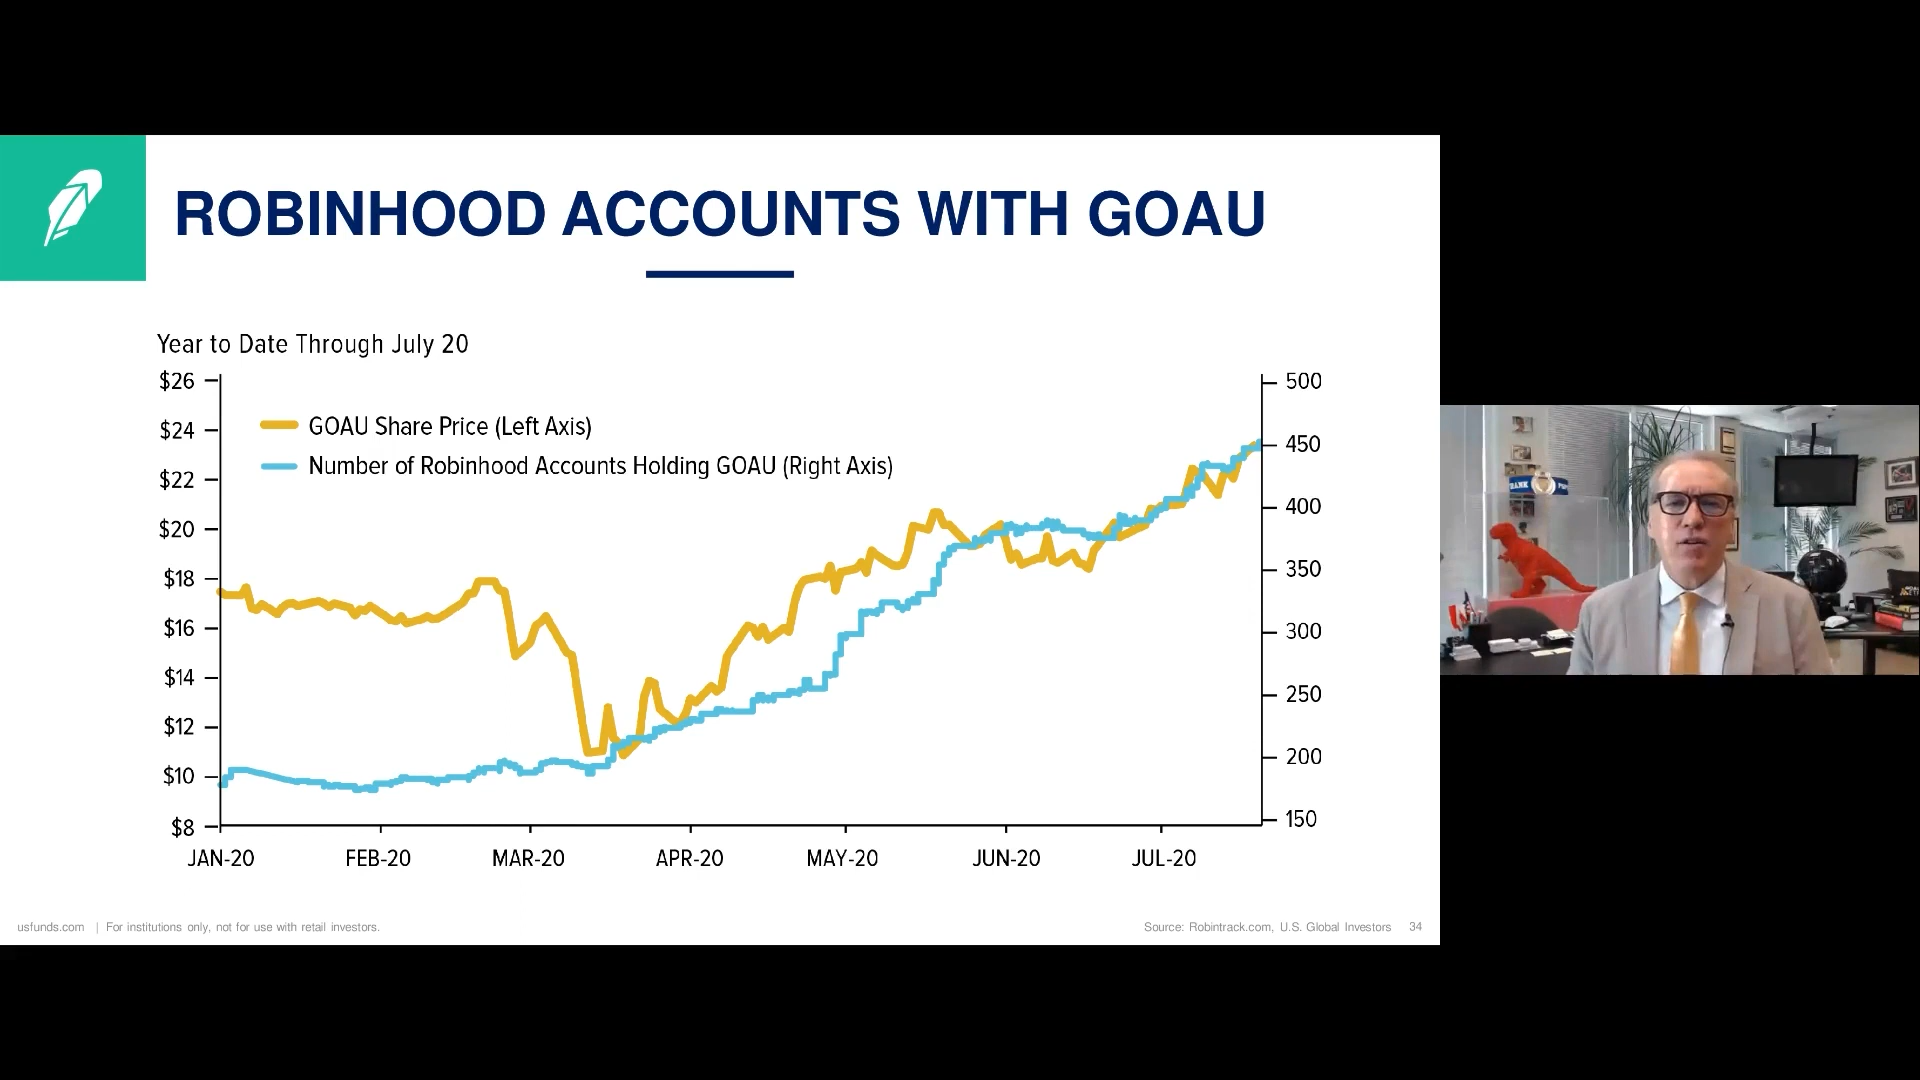 ROBINHOOD ACCOUNTS WITH GOAU
Year to Date Through July 20
$26
$24
$22
$20
$18
$16
$14
$12
$10
$8
GOAU Share Price (Left Axis)
Number of Robinhood Accounts Holding GOAU (Right Axis)
500
450
400
350
300
250
200
150
JAN-20 FEB-20 MAR-20 APR-20 MAY-20 JUN-20 JUL-20
usfunds.com | For institutions only, not for use with retail investors.
Source: Robintrack.com, U.S. Global Investors 34